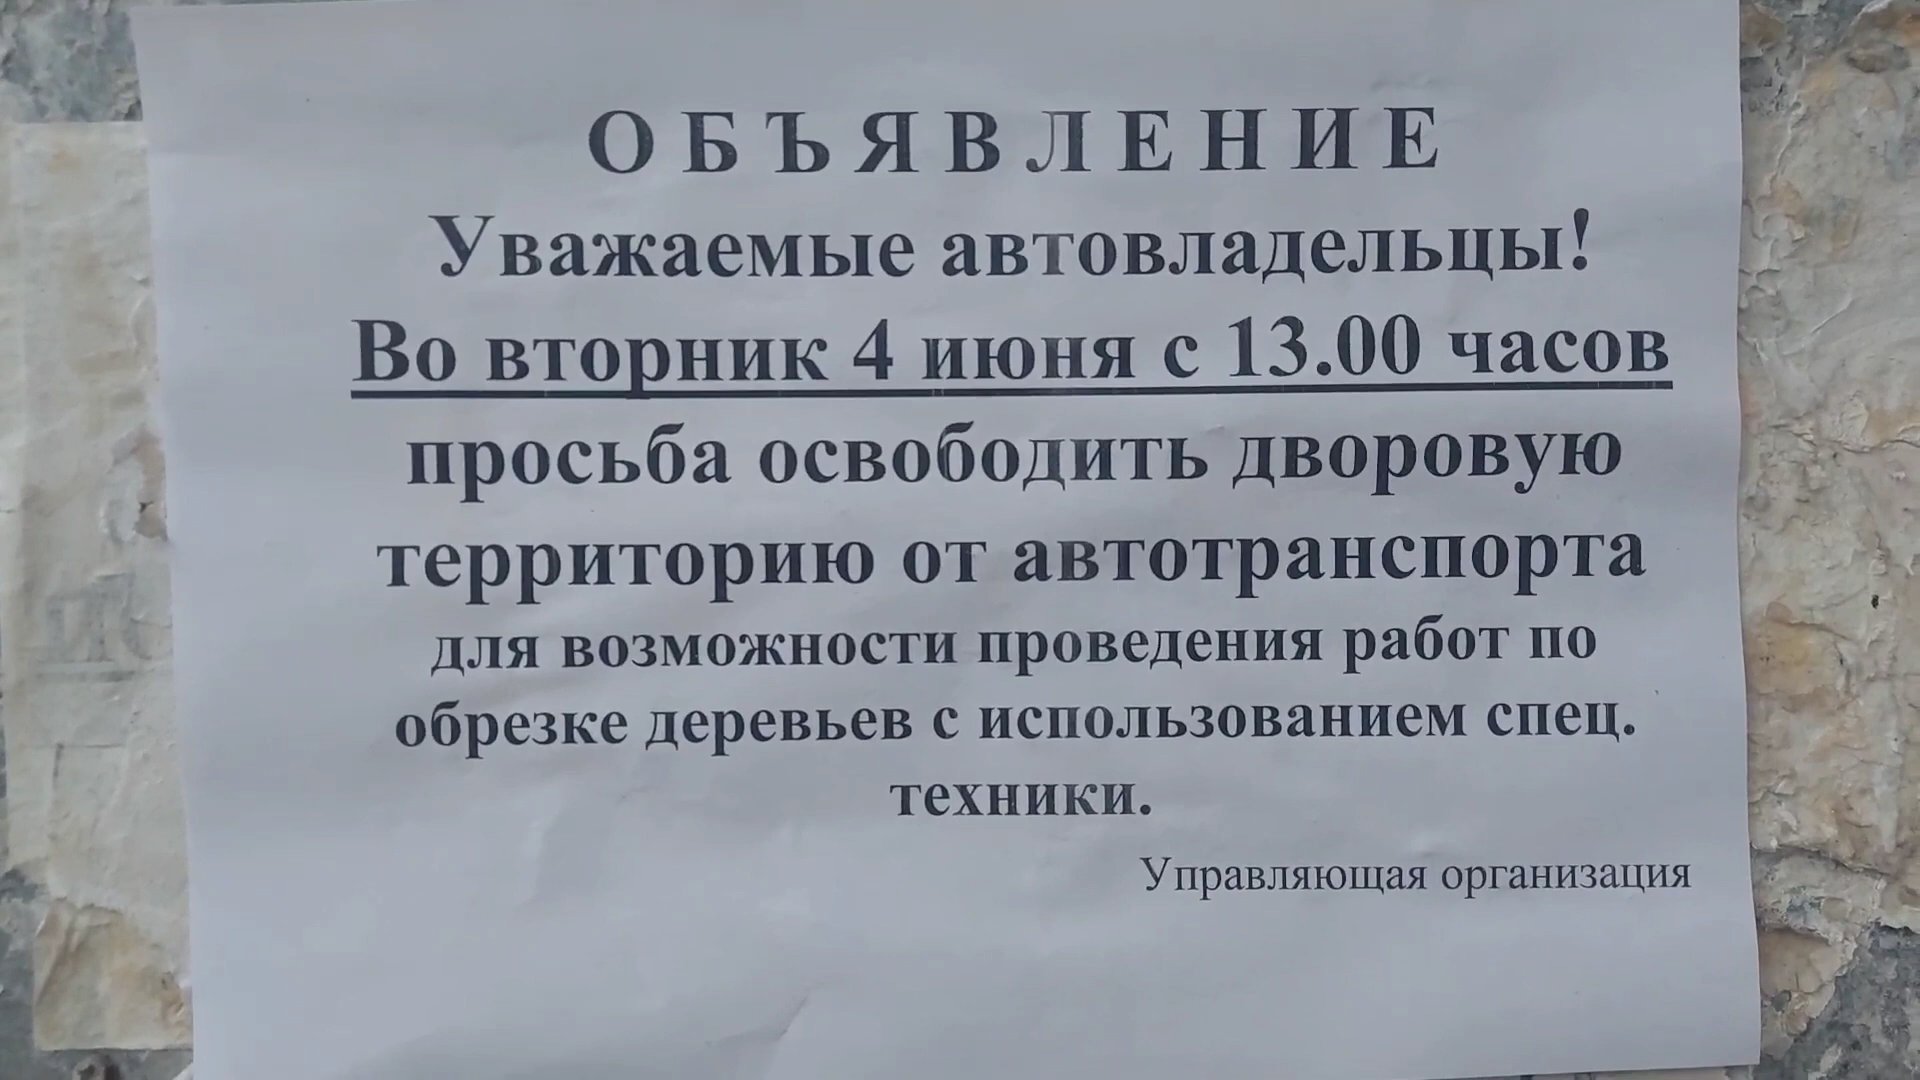 ОБЪЯВЛЕНИЕ
Уважаемые автовладельцы!
Во вторник 4 июня с 13.00 часов
просьба освободить дворовую
территорию от автотранспорта
для возможности проведения работ по
обрезке деревьев с использованием спец.
техники.
Управляющая организация